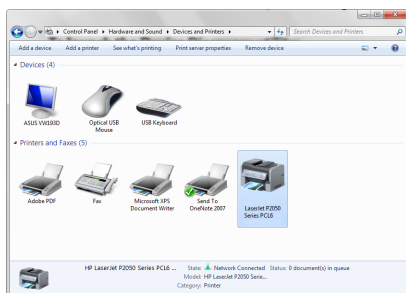 Control Panel ▸ Hardware and Sound ▸ Devices and Printers ▸
Search Devices and Printers
Add a device Add a printer See what's printing Print server properties Remove device
Devices (4)
ASUS VW193D
Optical USB
Mouse
USB Keyboard
Printers and Faxes (5)
Adobe PDF
Fax
Microsoft XPS
Document Writer
Send To
OneNote 2007
LaserJet P2050
Series PCL6
HP LaserJet P2050 Series PCL6 ...
State: Network Connected
Status: 0 document(s) in queue
Model: HP LaserJet P2050 Serie...
Category: Printer